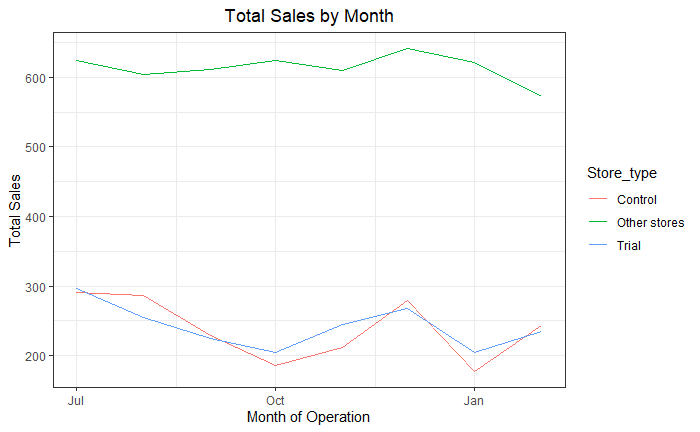 Total Sales by Month
Total Sales
600
500
400
300
200
Jul
Oct
Jan
Month of Operation
Store_type
Control
Other stores
Trial